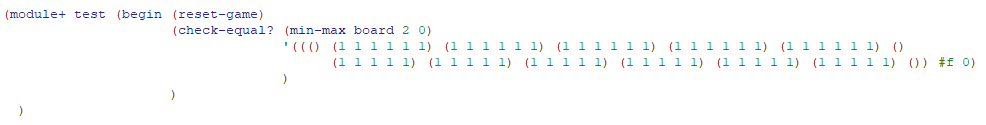 (module+ test (begin (reset-game)
(check-equal? (min-max board 2 0)
'((() (1 1 1 1 1 1) (1 1 1 1 1 1) (1 1 1 1 1 1) (1 1 1 1 1 1) (1 1 1 1 1 1) ()
(1 1 1 1 1) (1 1 1 1 1) (1 1 1 1 1) (1 1 1 1 1) (1 1 1 1 1) (1 1 1 1 1) ()) #f 0)
)
)
)